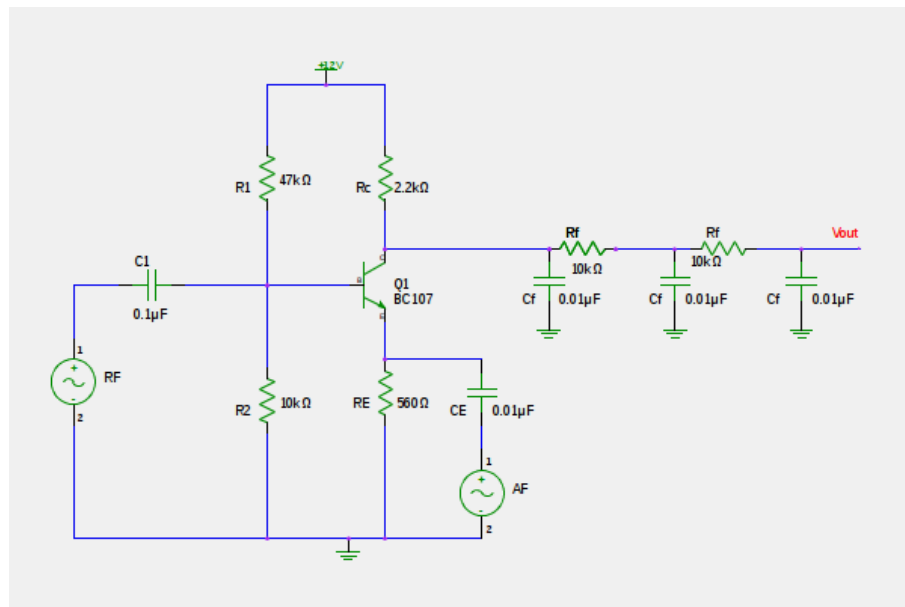 +12V
R1
47kΩ
Rc
2.2kΩ
C1
0.1μF
C
B
E
Q1
BC107
Rf
10kΩ
Rf
10kΩ
Vout
Cf
0.01μF
Cf
0.01μF
Cf
0.01μF
1
+
-
2
RF
R2
10kΩ
RE
560Ω
CE
0.01μF
1
+
-
2
AF